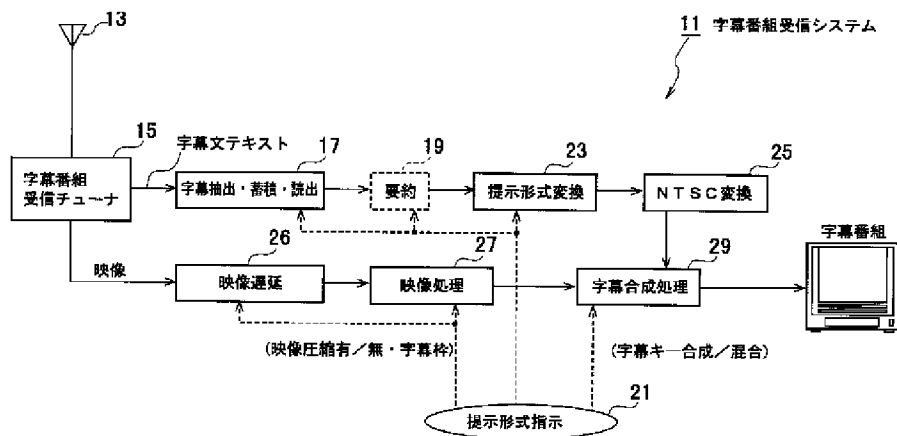 13
11 字幕番組受信システム
15
字幕文テキスト
17
19
23
25
字幕番組
受信チューナ
字幕抽出・蓄積・読出
要約
提示形式変換
NTSC変換
字幕番組
映像
26
27
29
映像遅延
映像処理
字幕合成処理
(映像圧縮有/無・字幕枠)
(字幕キー合成/混合)
21
提示形式指示